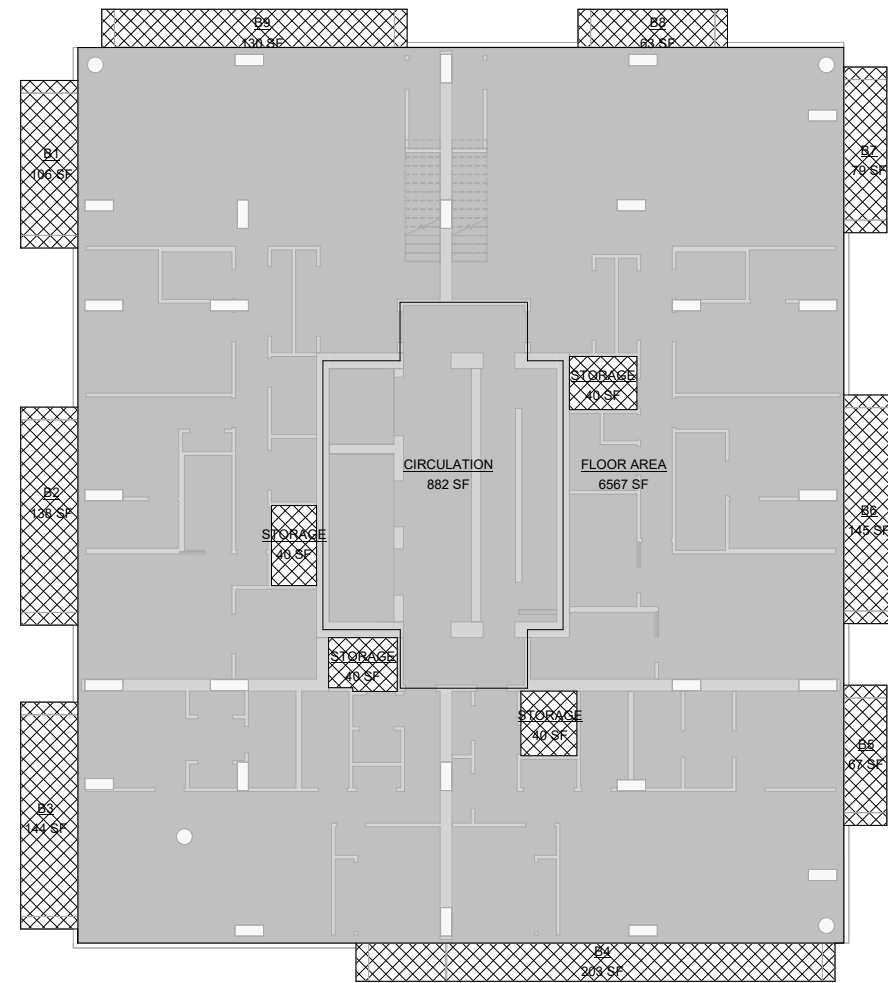 B9
130 SF
B8
63 SF
B1
106 SF
B7
79 SF
STORAGE
40 SF
CIRCULATION
882 SF
FLOOR AREA
6567 SF
B2
138 SF
B6
145 SF
STORAGE
40 SF
STORAGE
40 SF
STORAGE
40 SF
B5
67 SF
B3
144 SF
B4
203 SF